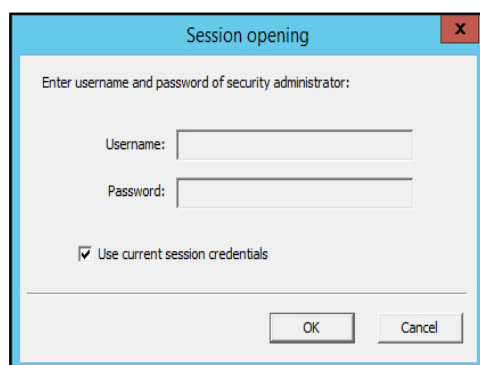 Session opening
x
Enter username and password of security administrator:
Username:
Password:
Use current session credentials
OK
Cancel